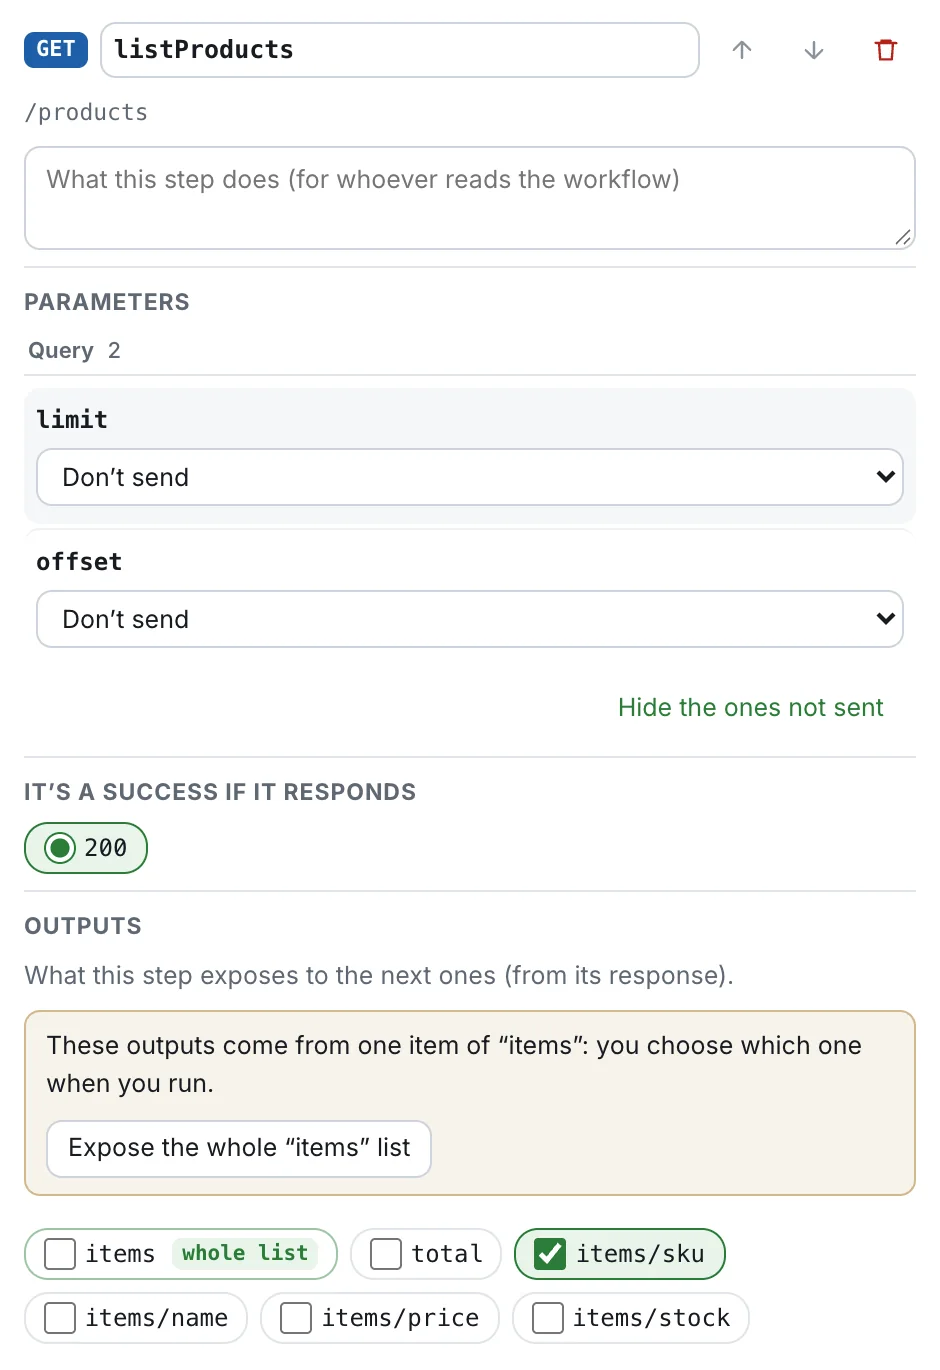 GET listProducts
/products
What this step does (for whoever reads the workflow)
PARAMETERS
Query 2
limit
Don’t send
offset
Don’t send
Hide the ones not sent
IT’S A SUCCESS IF IT RESPONDS
200
OUTPUTS
What this step exposes to the next ones (from its response).
These outputs come from one item of “items”: you choose which one
when you run.
Expose the whole “items” list
items whole list total items/sku
items/name items/price items/stock